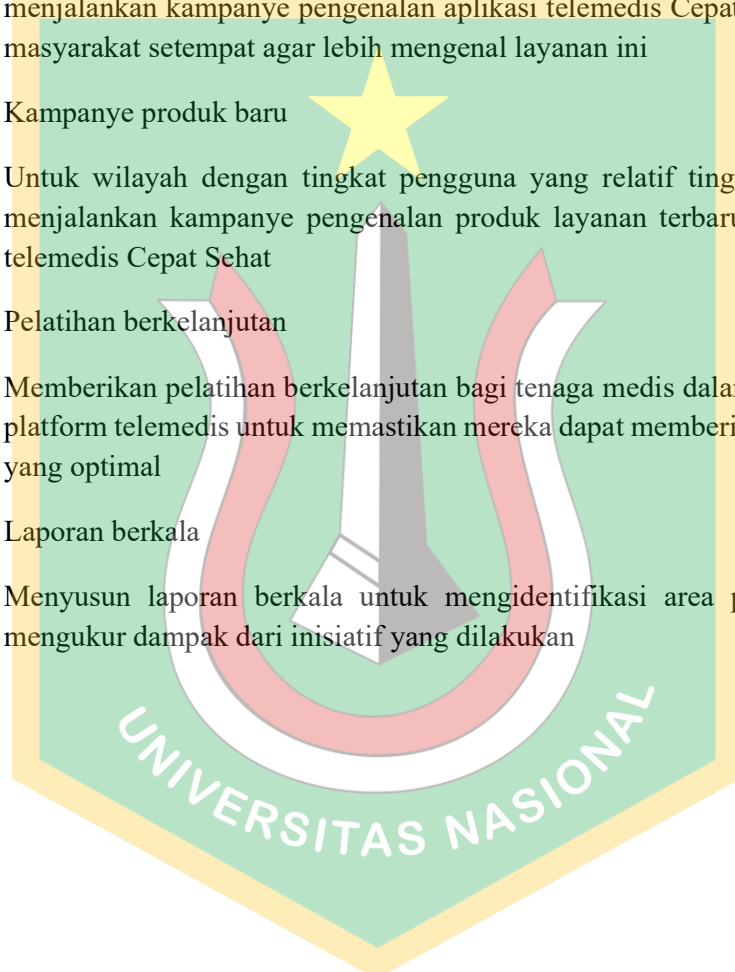 menjalankan kampanye pengenalan aplikasi telemedis Cepat
masyarakat setempat agar lebih mengenal layanan ini
Kampanye produk baru
Untuk wilayah dengan tingkat pengguna yang relatif ting
menjalankan kampanye pengenalan produk layanan terbaru
telemedis Cepat Sehat
Pelatihan berkelanjutan
Memberikan pelatihan berkelanjutan bagi tenaga medis
platform telemedis untuk memastikan mereka dapat memberi
yang optimal
Laporan berkala
Menyusun laporan berkala untuk mengidentifikasi area
mengukur dampak dari inisiatif yang dilakukan
UNIVERSITAS NASIONAL